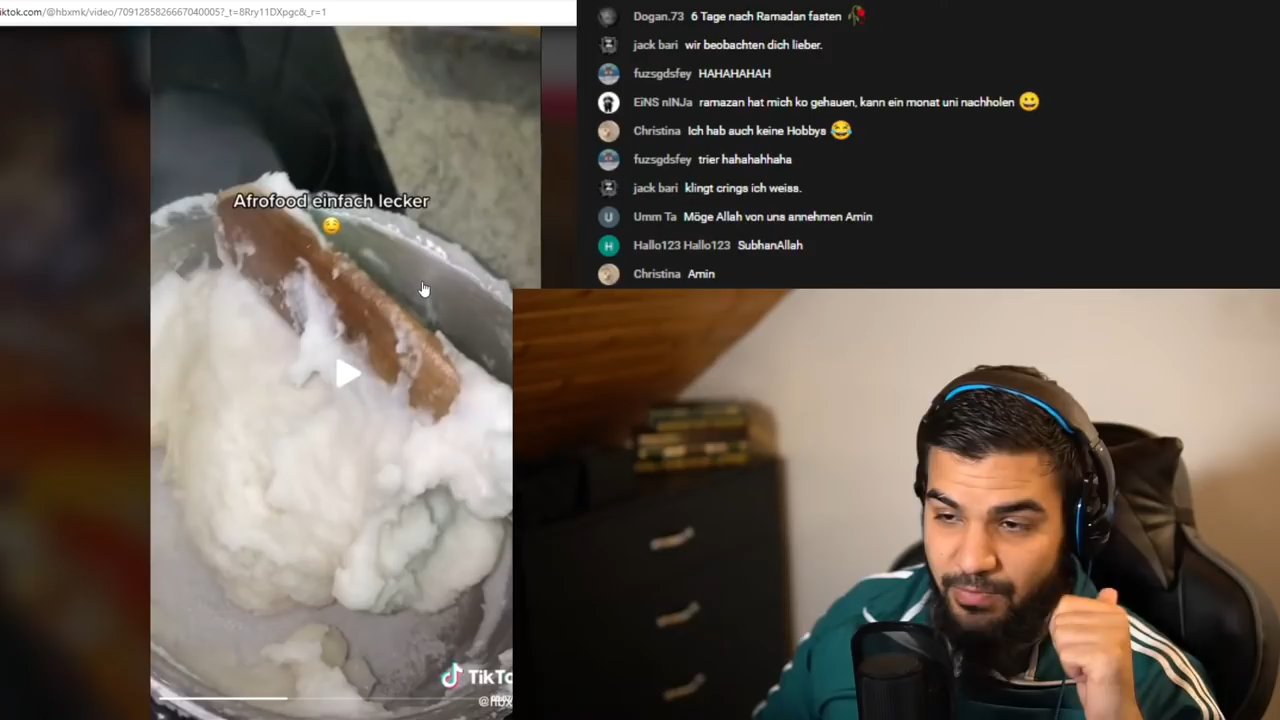 iktok.com/@hbxmk/video/7091285826667040005?_t=8Rry11DXpgc&_r=1
Afrofood einfach lecker
TikTo
@hbx
Dogan.73 6 Tage nach Ramadan fasten
jack bari wir beobachten dich lieber.
fuzsgdsfey HAHAHAHAH
EiNS nINJa ramazan hat mich ko gehauen, kann ein monat uni nachholen
Christina Ich hab auch keine Hobbys
fuzsgdsfey trier hahahahhaha
jack bari klingt crings ich weiss.
U Umm Ta Möge Allah von uns annehmen Amin
H Hallo123 Hallo123 SubhanAllah
Christina Amin